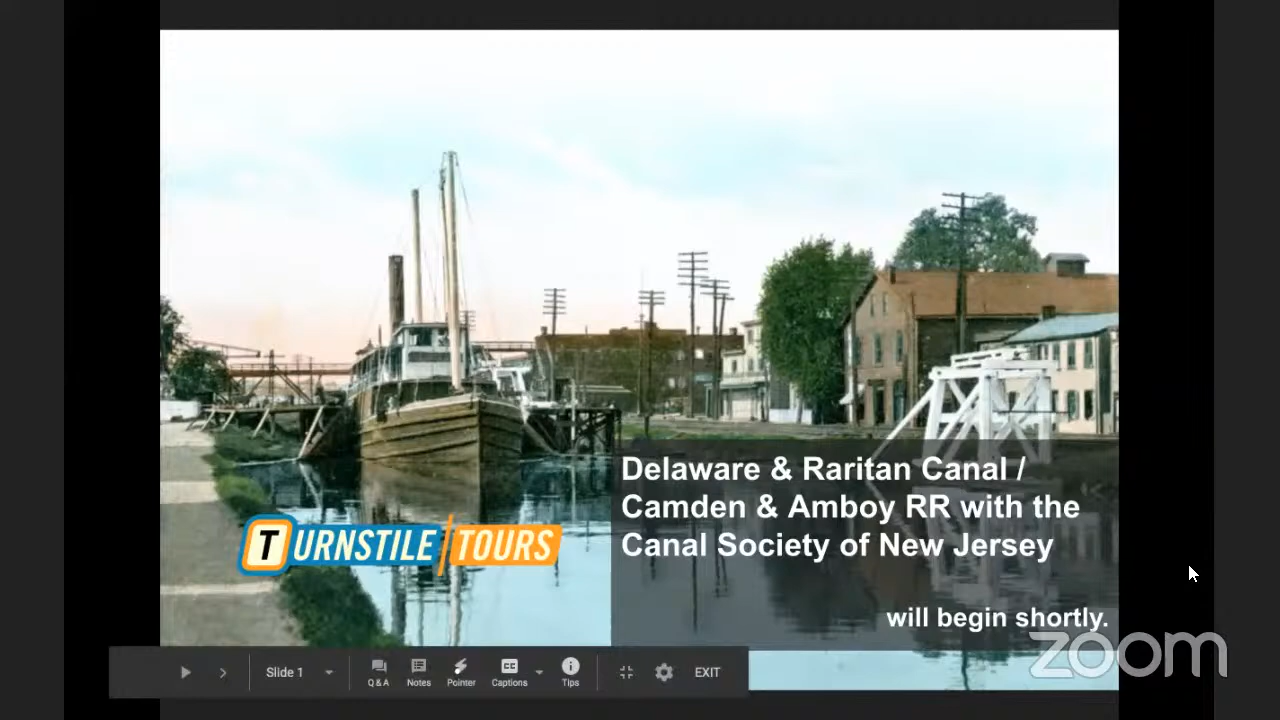 Delaware & Raritan Canal /
Camden & Amboy RR with the
Canal Society of New Jersey
TURNSTILE TOURS
will begin shortly.
zoom
Slide 1
Q & A
Notes
Pointer
CC
Captions
Tips
EXIT